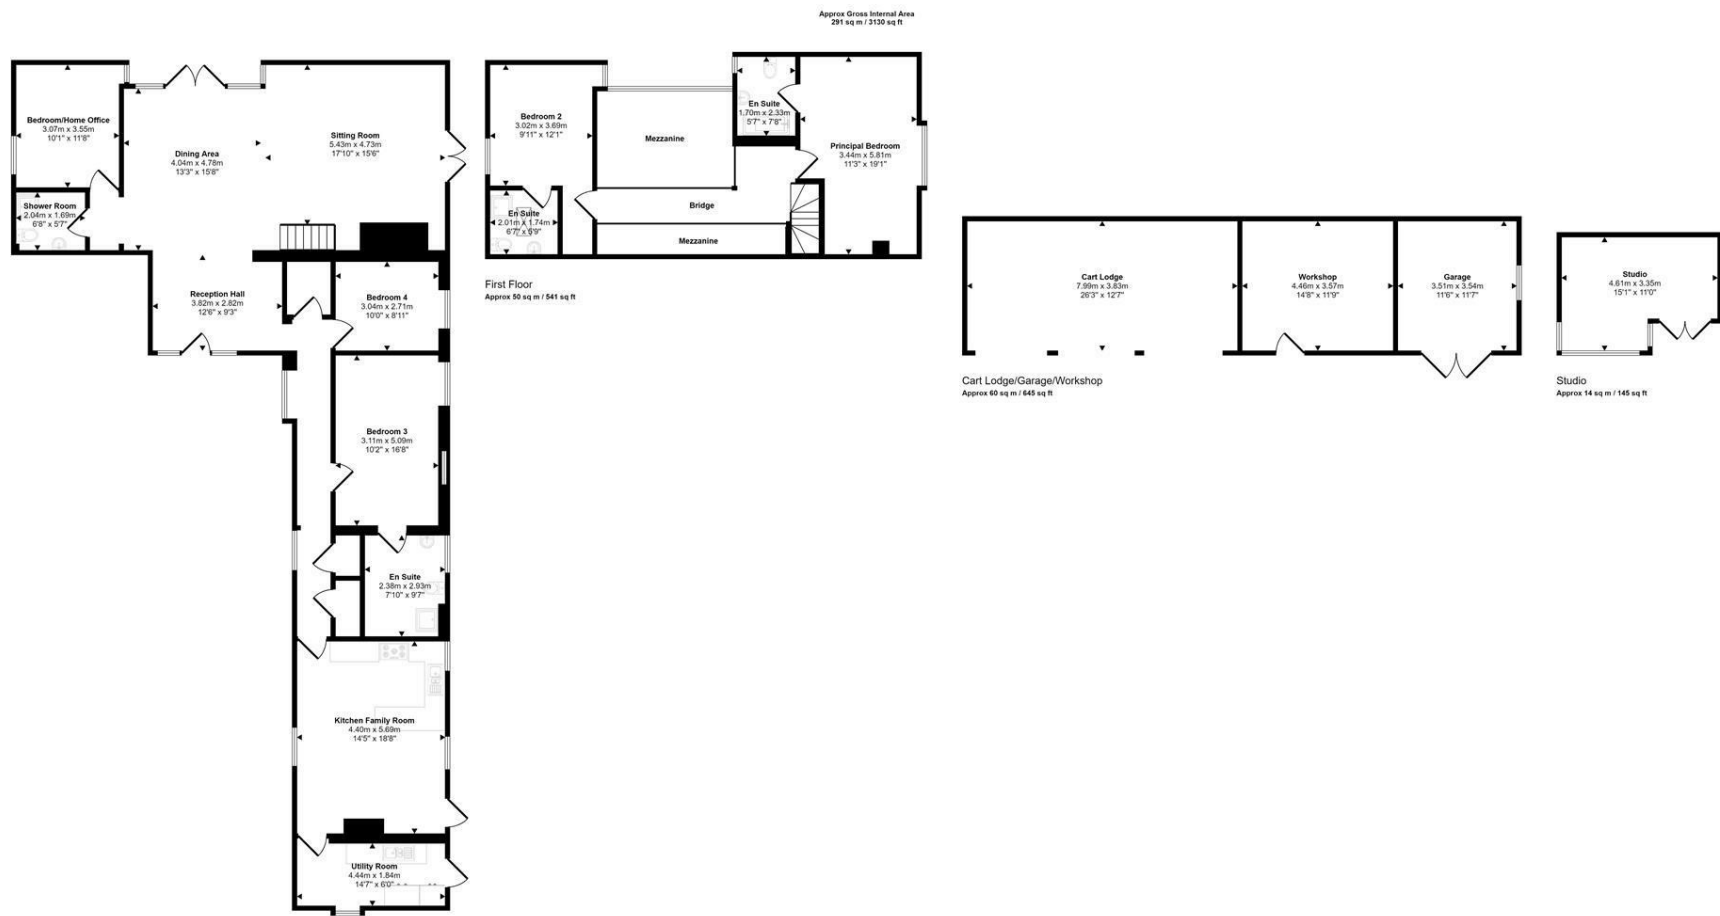 Approx Gross Internal Area
291 sq m / 3130 sq ft
Bedroom/Home Office
3.07m x 3.55m
10'1" x 11'8"
Dining Area
4.04m x 4.78m
13'3" x 15'8"
Sitting Room
5.43m x 4.73m
17'10" x 15'6"
Shower Room
2.04m x 1.69m
6'8" x 5'7"
Reception Hall
3.82m x 2.82m
12'6" x 9'3"
Bedroom 4
3.04m x 2.71m
10'0" x 8'11"
Bedroom 3
3.11m x 5.09m
10'2" x 16'8"
En Suite
2.38m x 2.93m
7'10" x 9'7"
Kitchen Family Room
4.40m x 5.69m
14'5" x 18'8"
Utility Room
4.44m x 1.84m
14'7" x 6'0"
Bedroom 2
3.02m x 3.69m
9'11" x 12'1"
Mezzanine
En Suite
1.70m x 2.33m
5'7" x 7'8"
Principal Bedroom
3.44m x 5.81m
11'3" x 19'1"
En Suite
2.01m x 1.74m
6'7" x 5'9"
Bridge
Mezzanine
First Floor
Approx 50 sq m / 541 sq ft
Cart Lodge
7.99m x 3.83m
26'3" x 12'7"
Workshop
4.46m x 3.57m
14'8" x 11'9"
Garage
3.51m x 3.54m
11'6" x 11'7"
Cart Lodge/Garage/Workshop
Approx 60 sq m / 645 sq ft
Studio
4.61m x 3.35m
15'1" x 11'0"
Studio
Approx 14 sq m / 145 sq ft